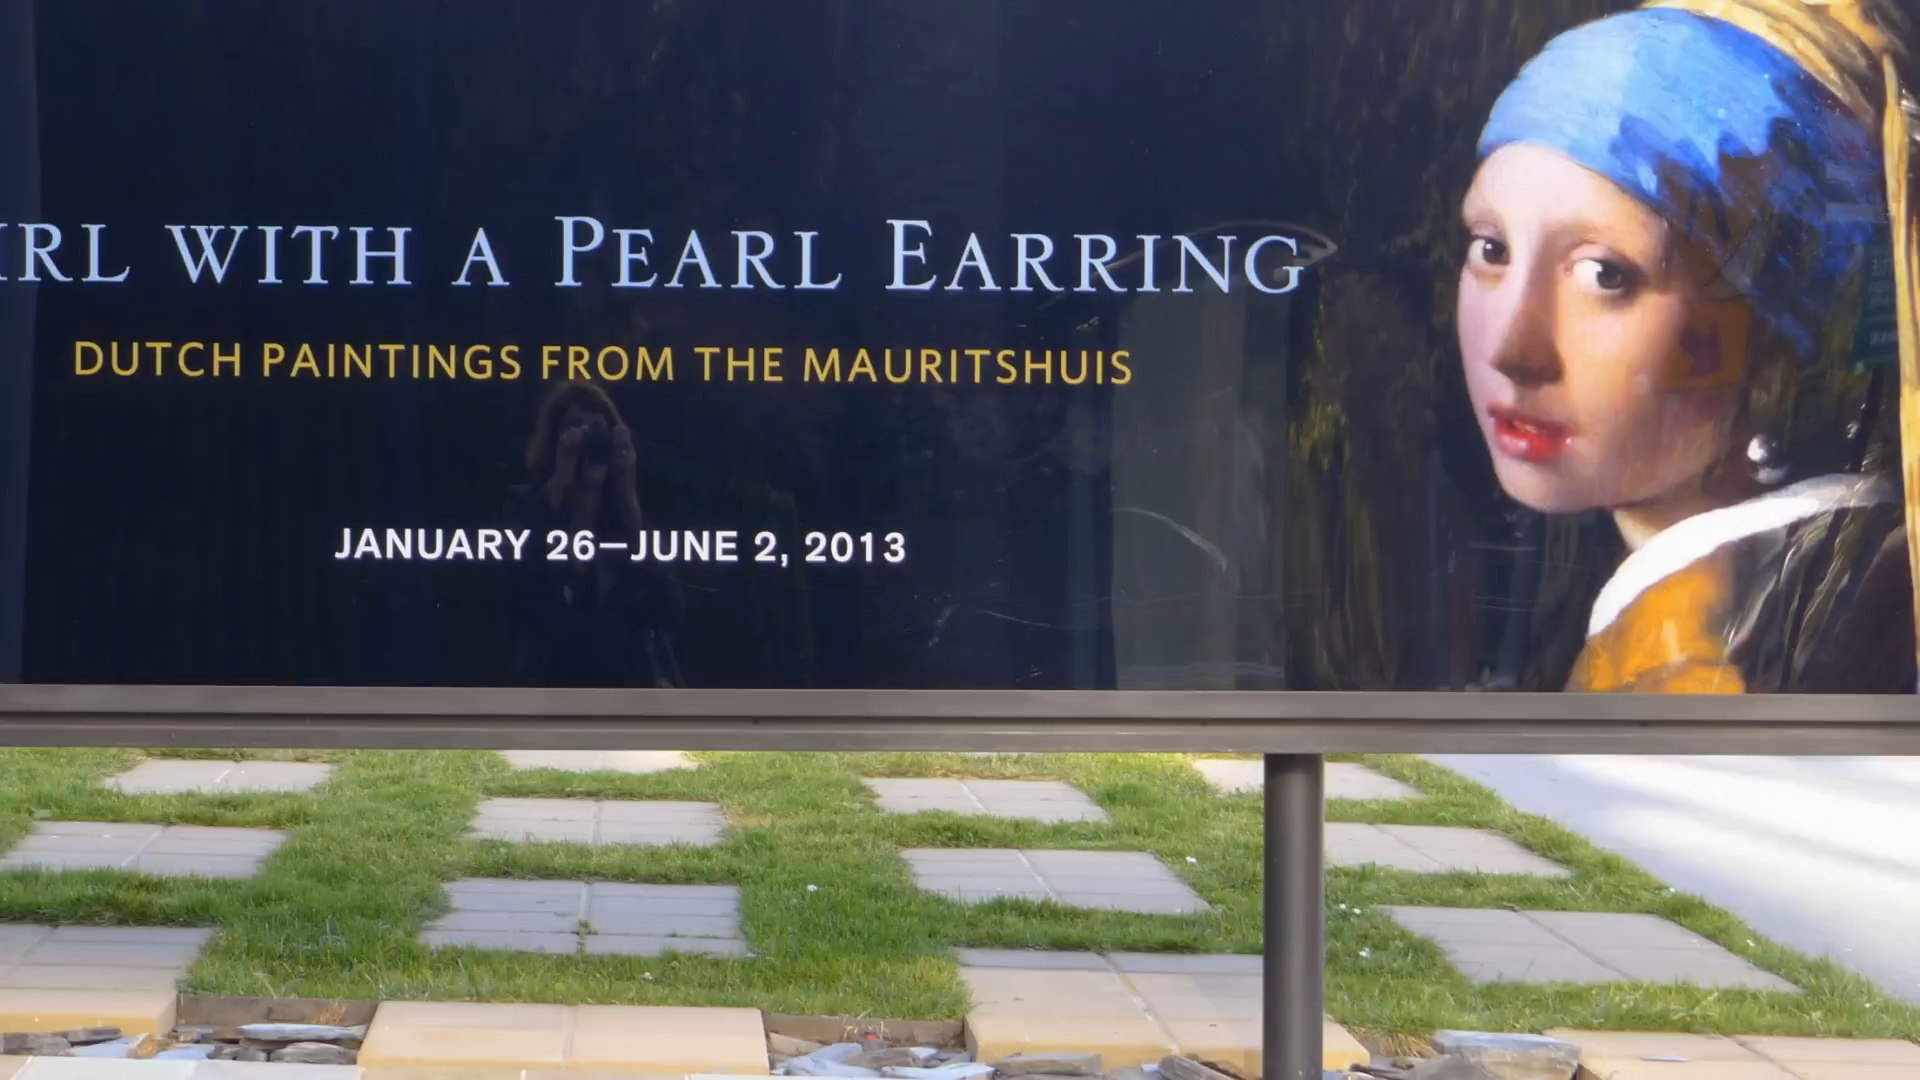 IRL WITH A PEARL EARRING
DUTCH PAINTINGS FROM THE MAURITSHUIS
JANUARY 26–JUNE 2, 2013